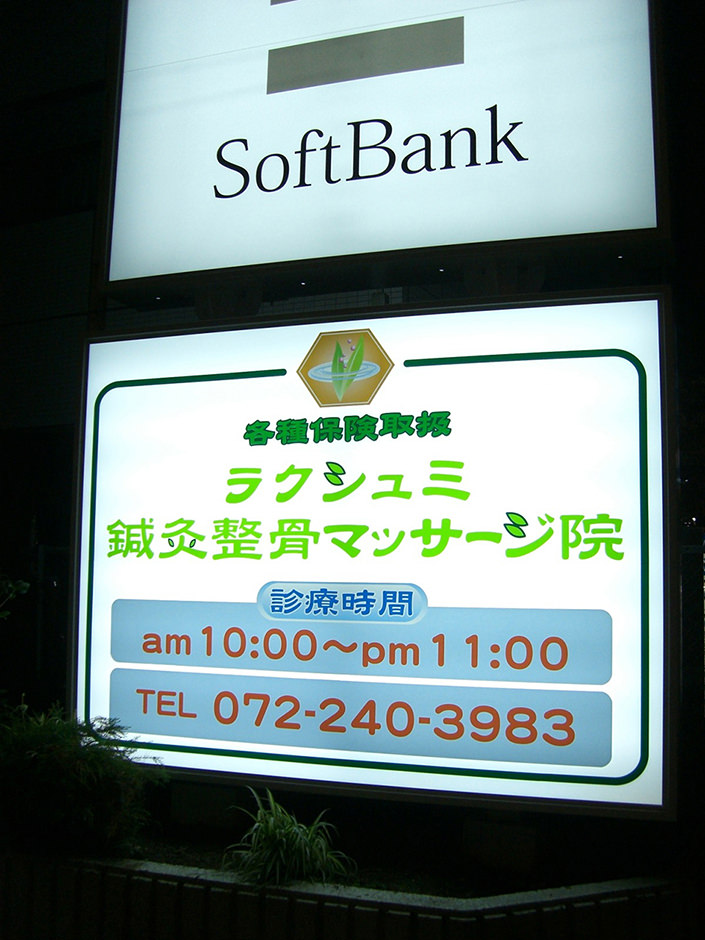 SoftBank
各種保険取扱
ラクシュミ
鍼灸整骨マッサージ院
診療時間
am10:00～pm11:00
TEL 072-240-3983